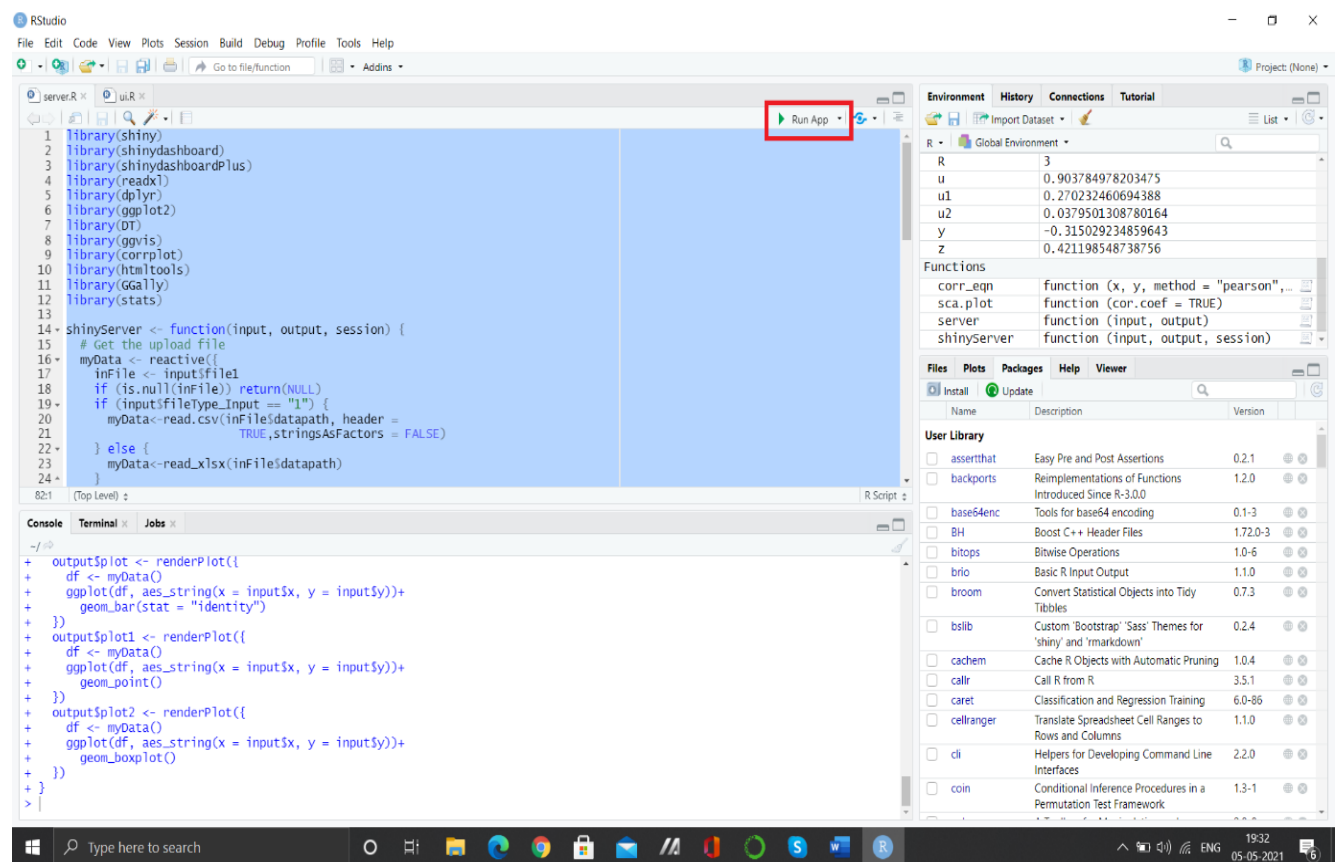 RStudio
File Edit Code View Plots Session Build Debug Profile Tools Help
Go to file/function
Addins
Project: (None)
server.R
ui.R
Run App
1 library(shiny)
2 library(shinydashboard)
3 library(shinydashboardPlus)
4 library(readxl)
5 library(dplyr)
6 library(ggplot2)
7 library(DT)
8 library(ggvis)
9 library(corrplot)
10 library(htmltools)
11 library(GGally)
12 library(stats)
13
14 shinyServer <- function(input, output, session) {
15 # Get the upload file
16 myData <- reactive({
17 inFile <- input$file1
18 if (is.null(inFile)) return(NULL)
19 if (input$fileType_Input == "1") {
20 myData<-read.csv(inFile$datapath, header =
21 TRUE,stringsAsFactors = FALSE)
22 } else {
23 myData<-read_xlsx(inFile$datapath)
24 }
82:1 (Top Level) R Script
Console Terminal Jobs
~/
+ output$plot <- renderPlot({
+ df <- myData()
+ ggplot(df, aes_string(x = input$x, y = input$y))+
+ geom_bar(stat = "identity")
+ })
+ output$plot1 <- renderPlot({
+ df <- myData()
+ ggplot(df, aes_string(x = input$x, y = input$y))+
+ geom_point()
+ })
+ output$plot2 <- renderPlot({
+ df <- myData()
+ ggplot(df, aes_string(x = input$x, y = input$y))+
+ geom_boxplot()
+ })
+ }
>
Environment History Connections Tutorial
Import Dataset
List
R Global Environment
R 3
u 0.903784978203475
u1 0.270232460694388
u2 0.0379501308780164
y -0.315029234859643
z 0.421198548738756
Functions
corr_eqn function (x, y, method = "pearson",…
sca.plot function (cor.coef = TRUE)
server function (input, output)
shinyServer function (input, output, session)
Files Plots Packages Help Viewer
Install Update
Name Description Version
User Library
assertthat Easy Pre and Post Assertions 0.2.1
backports Reimplementations of Functions 1.2.0
Introduced Since R-3.0.0
base64enc Tools for base64 encoding 0.1-3
BH Boost C++ Header Files 1.72.0-3
bitops Bitwise Operations 1.0-6
brio Basic R Input Output 1.1.0
broom Convert Statistical Objects into Tidy 0.7.3
Tibbles
bslib Custom 'Bootstrap' 'Sass' Themes for 0.2.4
'shiny' and 'rmarkdown'
cachem Cache R Objects with Automatic Pruning 1.0.4
callr Call R from R 3.5.1
caret Classification and Regression Training 6.0-86
cellranger Translate Spreadsheet Cell Ranges to 1.1.0
Rows and Columns
cli Helpers for Developing Command Line 2.2.0
Interfaces
coin Conditional Inference Procedures in a 1.3-1
Permutation Test Framework
Type here to search
ENG
19:32
05-05-2021
6